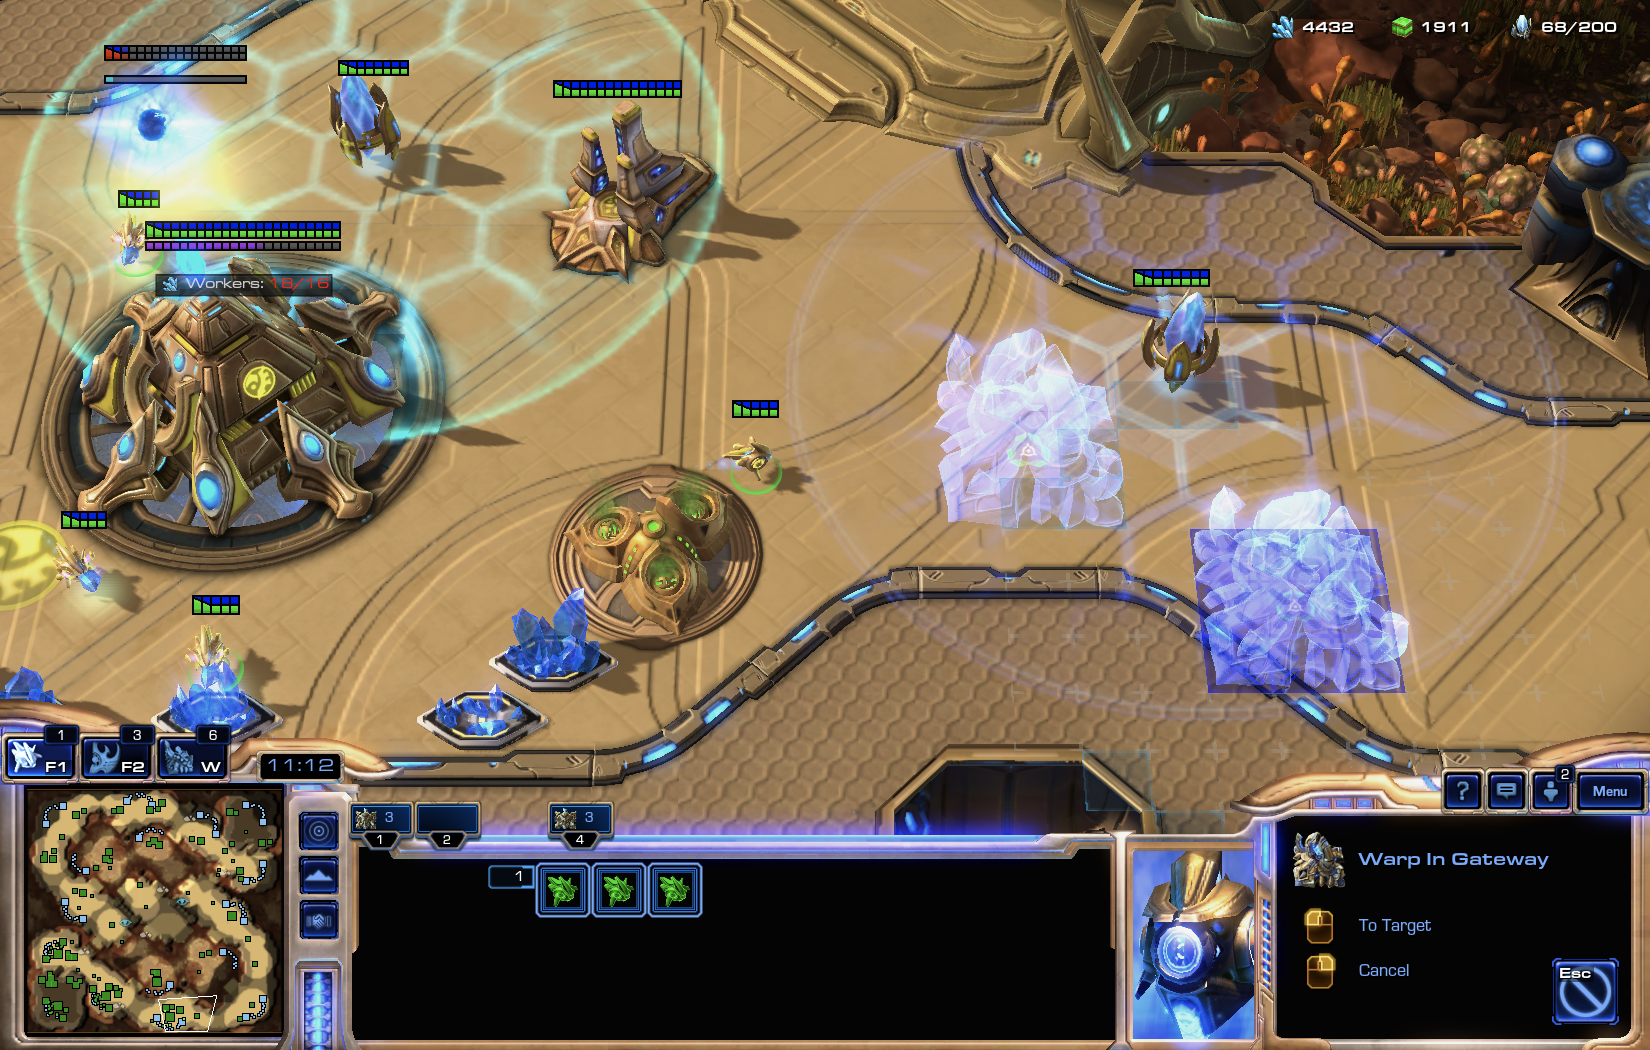 4432 1911 68/200
Workers: 18/16
1 3 6
F1 F2 W
11:12
3 3
1 2 4
1
2
? Menu
Warp In Gateway
To Target
Cancel
Esc